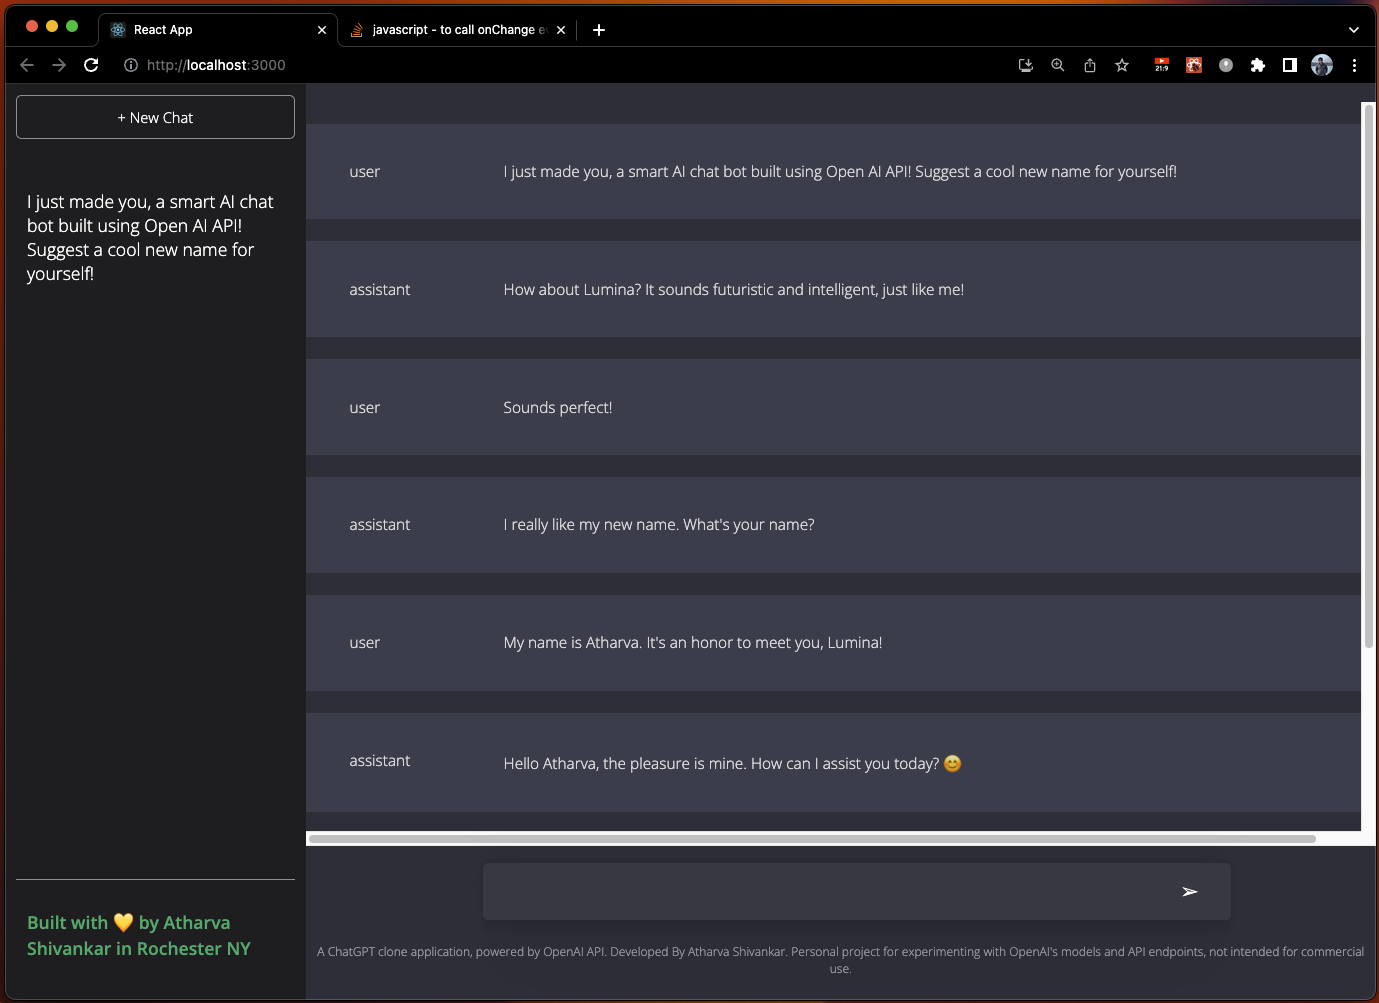 React App
javascript - to call onChange ev
http://localhost:3000
21:9
+ New Chat
I just made you, a smart AI chat
bot built using Open AI API!
Suggest a cool new name for
yourself!
Built with 💛 by Atharva
Shivankar in Rochester NY
user
I just made you, a smart AI chat bot built using Open AI API! Suggest a cool new name for yourself!
assistant
How about Lumina? It sounds futuristic and intelligent, just like me!
user
Sounds perfect!
assistant
I really like my new name. What's your name?
user
My name is Atharva. It's an honor to meet you, Lumina!
assistant
Hello Atharva, the pleasure is mine. How can I assist you today? 😊
A ChatGPT clone application, powered by OpenAI API. Developed By Atharva Shivankar. Personal project for experimenting with OpenAI's models and API endpoints, not intended for commercial
use.